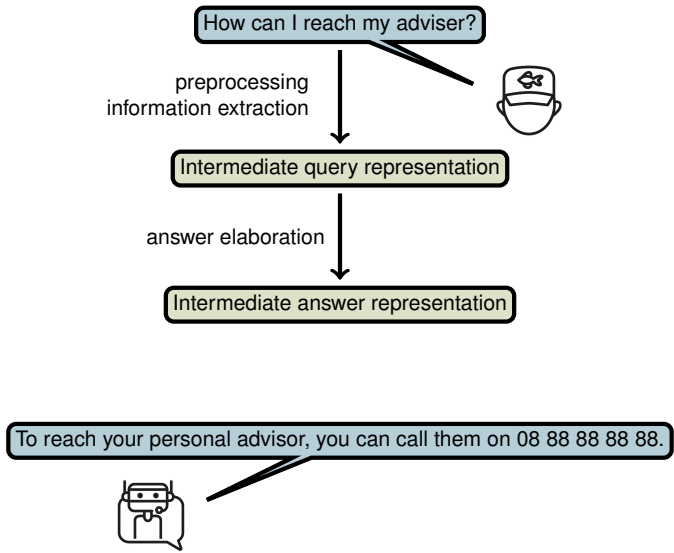 How can I reach my adviser?
preprocessing
information extraction
Intermediate query representation
answer elaboration
Intermediate answer representation
To reach your personal advisor, you can call them on 08 88 88 88 88.